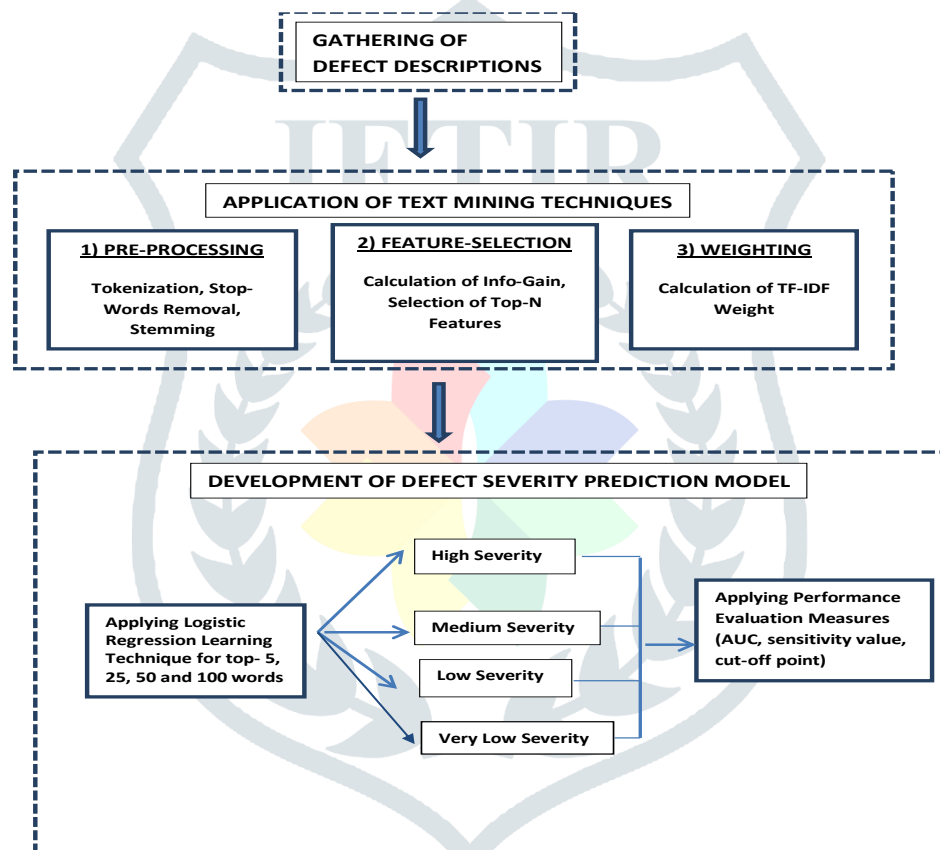 GATHERING OF
DEFECT DESCRIPTIONS
IETIR
APPLICATION OF TEXT MINING TECHNIQUES
1) PRE-PROCESSING
Tokenization, Stop-
Words Removal,
Stemming
2) FEATURE-SELECTION
Calculation of Info-Gain,
Selection of Top-N
Features
3) WEIGHTING
Calculation of TF-IDF
Weight
DEVELOPMENT OF DEFECT SEVERITY PREDICTION MODEL
Applying Logistic
Regression Learning
Technique for top- 5,
25, 50 and 100 words
High Severity
Medium Severity
Low Severity
Very Low Severity
Applying Performance
Evaluation Measures
(AUC, sensitivity value,
cut-off point)